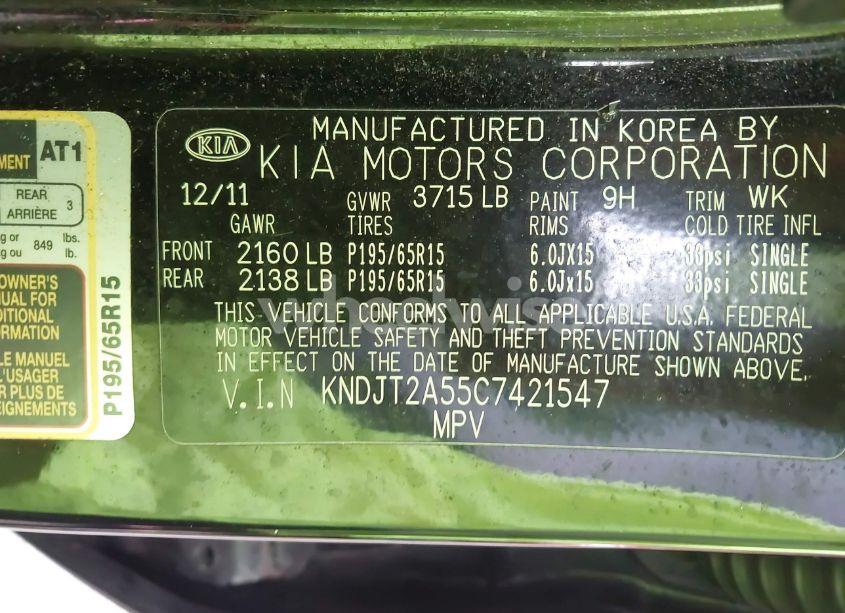 MENT AT1
REAR 3
ARRIÈRE
g or 849 lbs.
g ou lb.
OWNER'S
NUAL FOR
DITIONAL
ORMATION
LE MANUEL
L'USAGER
R PLUS DE
EIGNEMENTS
P195/65R15
KIA MANUFACTURED IN KOREA BY
KIA MOTORS CORPORATION
12/11 GVWR 3715 LB PAINT 9H TRIM WK
GAWR TIRES RIMS COLD TIRE INFL
FRONT 2160 LB P195/65R15 6.0JX15 33psi SINGLE
REAR 2138 LB P195/65R15 6.0Jx15 33psi SINGLE
THIS VEHICLE CONFORMS TO ALL APPLICABLE U.S.A. FEDERAL
MOTOR VEHICLE SAFETY AND THEFT PREVENTION STANDARDS
IN EFFECT ON THE DATE OF MANUFACTURE SHOWN ABOVE.
V.I.N KNDJT2A55C7421547
MPV